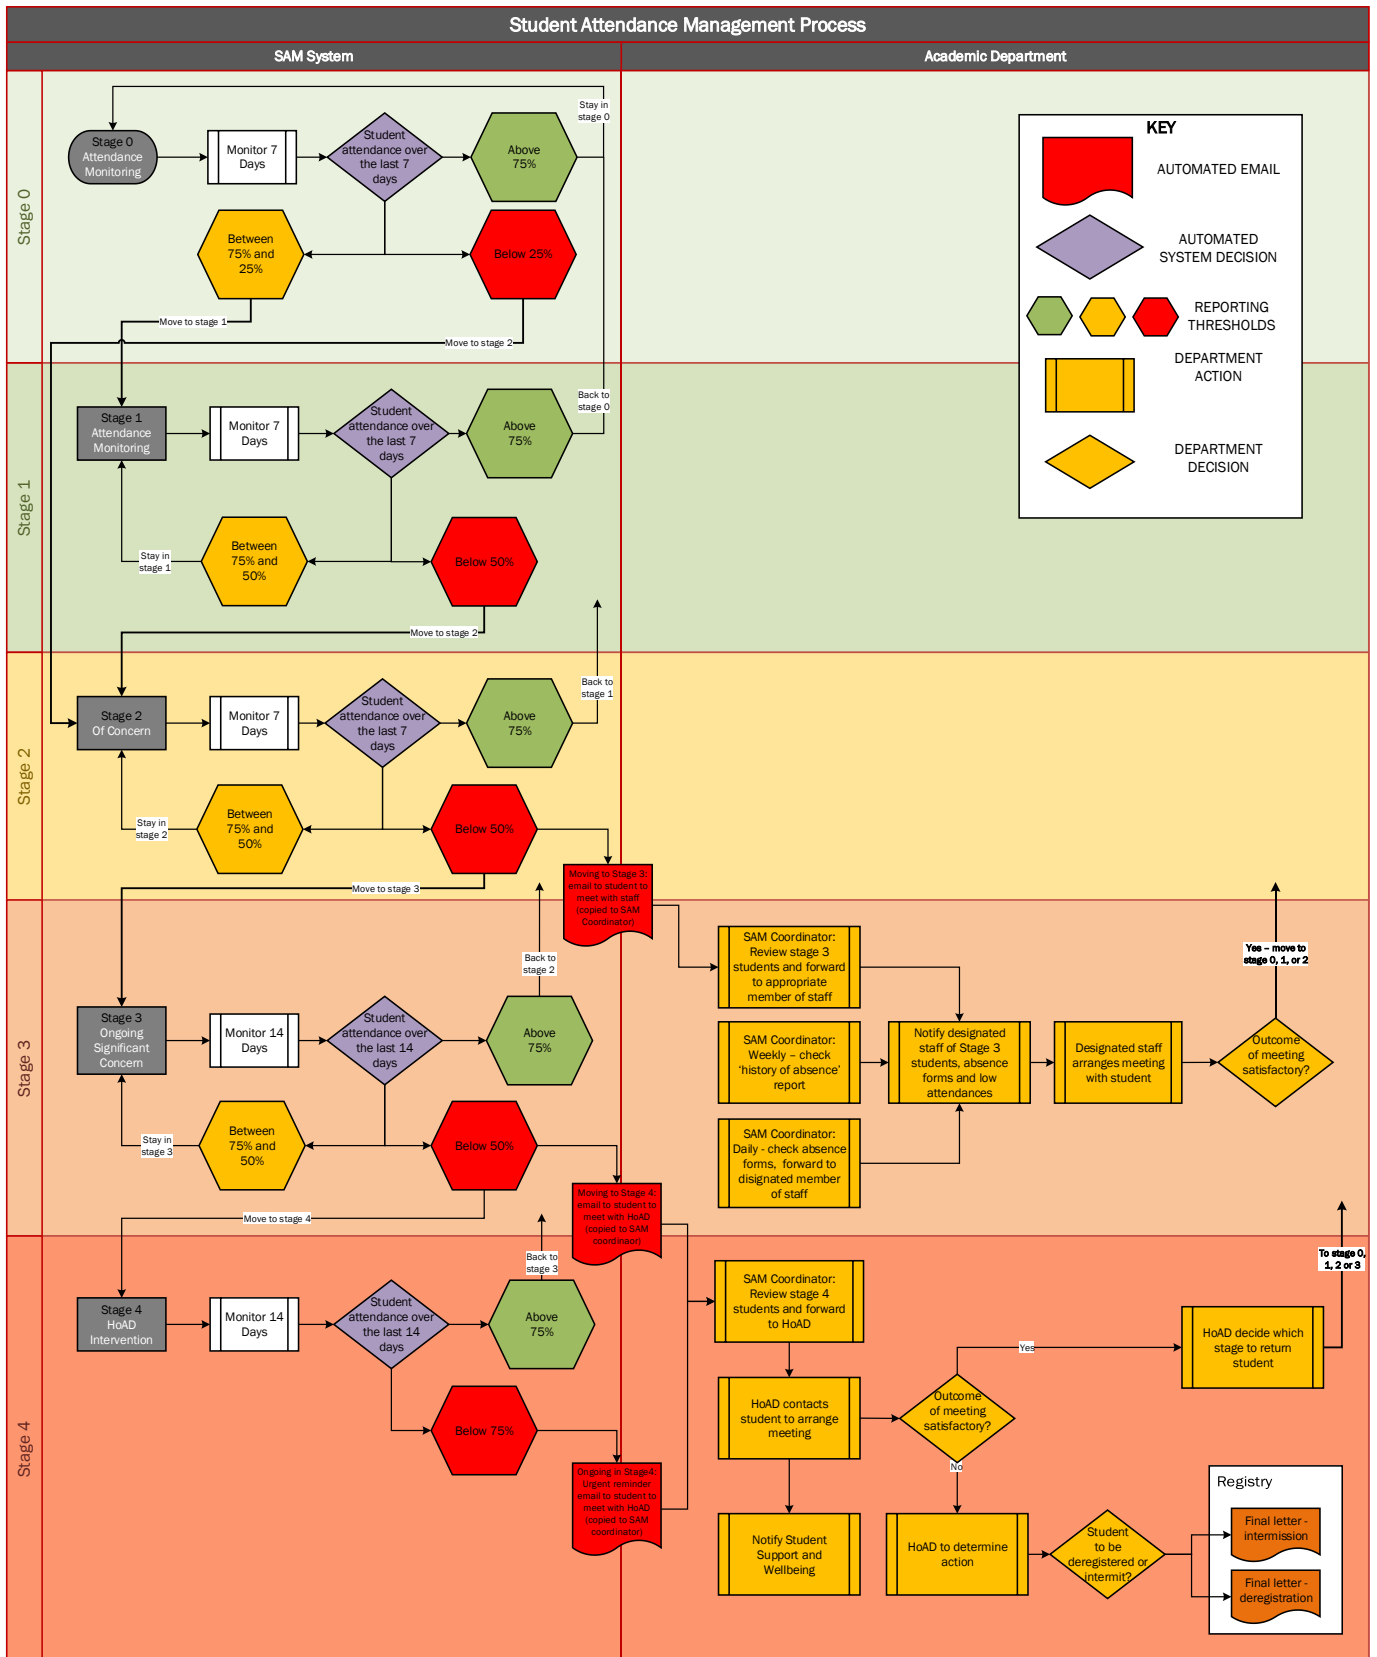 Student Attendance Management Process
SAM System
Academic Department
Stage 0
Stay in
stage 0
Stage 0
Attendance
Monitoring
Monitor 7
Days
Student
attendance over
the last 7
days
Above
75%
Between
75% and
25%
Below 25%
Move to stage 1
Move to stage 2
KEY
AUTOMATED EMAIL
AUTOMATED
SYSTEM DECISION
REPORTING
THRESHOLDS
DEPARTMENT
ACTION
DEPARTMENT
DECISION
Stage 1
Back to
stage 0
Stage 1
Attendance
Monitoring
Monitor 7
Days
Student
attendance over
the last 7
days
Above
75%
Stay in
stage 1
Between
75% and
50%
Below 50%
Move to stage 2
Stage 2
Back to
stage 1
Stage 2
Of Concern
Monitor 7
Days
Student
attendance over
the last 7
days
Above
75%
Stay in
stage 2
Between
75% and
50%
Below 50%
Move to stage 3
Moving to Stage 3:
email to student to
meet with staff
(copied to SAM
Coordinator)
Stage 3
Back to
stage 2
Stage 3
Ongoing
Significant
Concern
Monitor 14
Days
Student
attendance over
the last 14
days
Above
75%
Stay in
stage 3
Between
75% and
50%
Below 50%
Move to stage 4
SAM Coordinator:
Review stage 3
students and forward
to appropriate
member of staff
SAM Coordinator:
Weekly – check
‘history of absence’
report
SAM Coordinator:
Daily - check absence
forms, forward to
disignated member
of staff
Notify designated
staff of Stage 3
students, absence
forms and low
attendances
Designated staff
arranges meeting
with student
Outcome
of meeting
satisfactory?
Yes – move to
stage 0, 1, or 2
Moving to Stage 4:
email to student to
meet with HoAD
(copied to SAM
coordinaor)
Stage 4
Back to
stage 3
Stage 4
HoAD
Intervention
Monitor 14
Days
Student
attendance over
the last 14
days
Above
75%
Below 75%
Ongoing in Stage4:
Urgent reminder
email to student to
meet with HoAD
(copied to SAM
coordinator)
SAM Coordinator:
Review stage 4
students and forward
to HoAD
HoAD contacts
student to arrange
meeting
Notify Student
Support and
Wellbeing
Outcome
of meeting
satisfactory?
Yes
No
HoAD decide which
stage to return
student
To stage 0,
1, 2 or 3
HoAD to determine
action
Student
to be
deregistered or
intermit?
Registry
Final letter -
intermission
Final letter -
deregistration